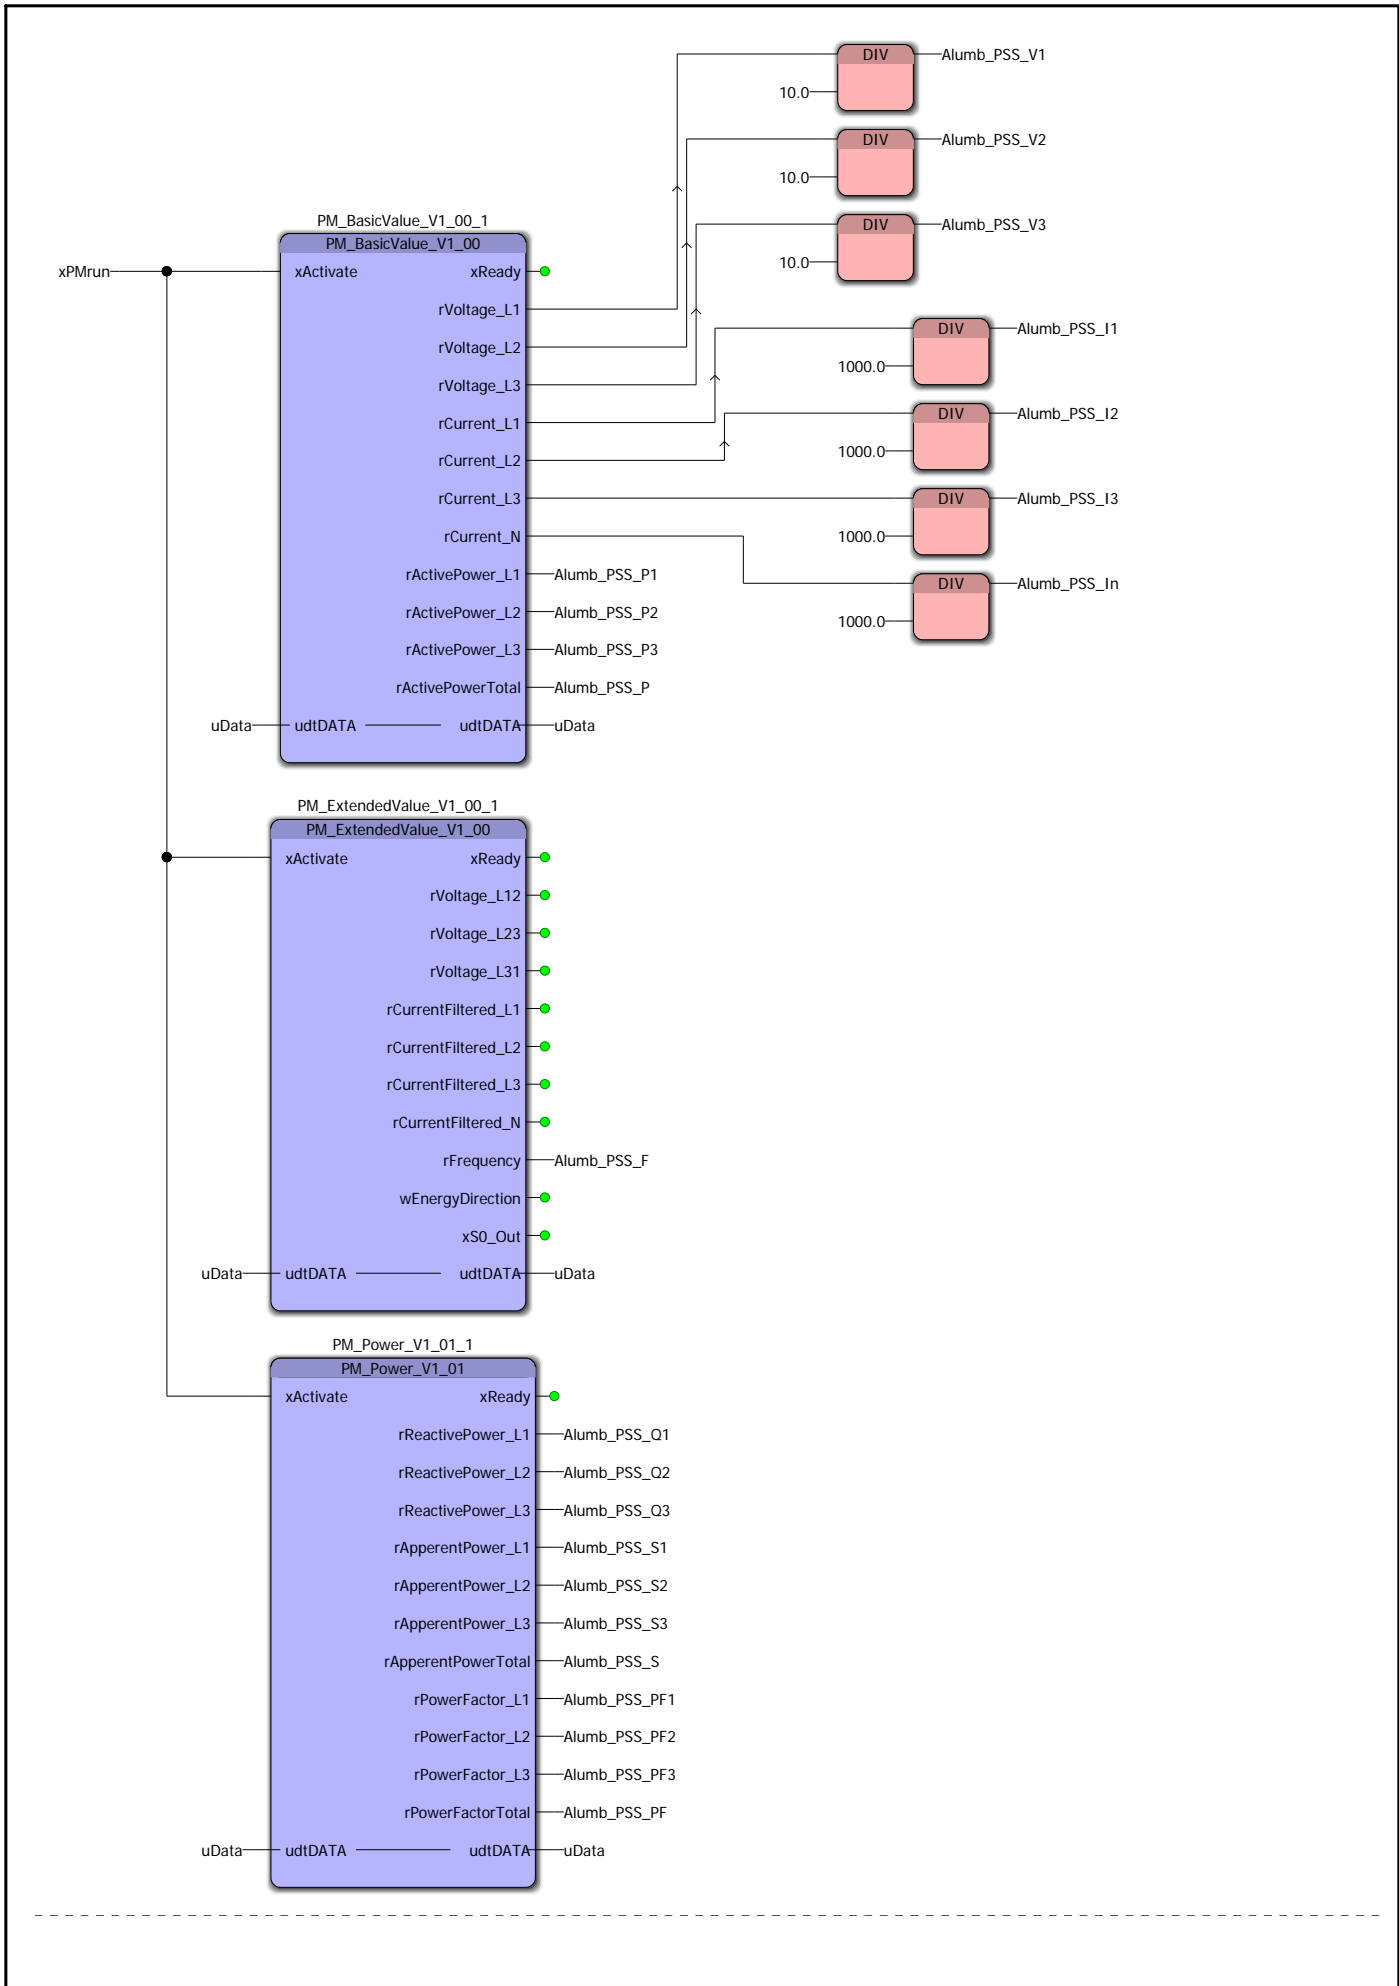 DIV Alumb_PSS_V1
10.0
DIV Alumb_PSS_V2
10.0
DIV Alumb_PSS_V3
10.0
PM_BasicValue_V1_00_1
PM_BasicValue_V1_00
xPMrun xActivate xReady
rVoltage_L1
DIV Alumb_PSS_I1
rVoltage_L2
1000.0
rVoltage_L3
DIV Alumb_PSS_I2
rCurrent_L1
1000.0
rCurrent_L2
rCurrent_L3 DIV Alumb_PSS_I3
rCurrent_N 1000.0
rActivePower_L1 Alumb_PSS_P1 DIV Alumb_PSS_In
rActivePower_L2 Alumb_PSS_P2 1000.0
rActivePower_L3 Alumb_PSS_P3
rActivePowerTotal Alumb_PSS_P
uData udtDATA udtDATA uData
PM_ExtendedValue_V1_00_1
PM_ExtendedValue_V1_00
xActivate xReady
rVoltage_L12
rVoltage_L23
rVoltage_L31
rCurrentFiltered_L1
rCurrentFiltered_L2
rCurrentFiltered_L3
rCurrentFiltered_N
rFrequency Alumb_PSS_F
wEnergyDirection
xS0_Out
uData udtDATA udtDATA uData
PM_Power_V1_01_1
PM_Power_V1_01
xActivate xReady
rReactivePower_L1 Alumb_PSS_Q1
rReactivePower_L2 Alumb_PSS_Q2
rReactivePower_L3 Alumb_PSS_Q3
rApperentPower_L1 Alumb_PSS_S1
rApperentPower_L2 Alumb_PSS_S2
rApperentPower_L3 Alumb_PSS_S3
rApperentPowerTotal Alumb_PSS_S
rPowerFactor_L1 Alumb_PSS_PF1
rPowerFactor_L2 Alumb_PSS_PF2
rPowerFactor_L3 Alumb_PSS_PF3
rPowerFactorTotal Alumb_PSS_PF
uData udtDATA udtDATA uData